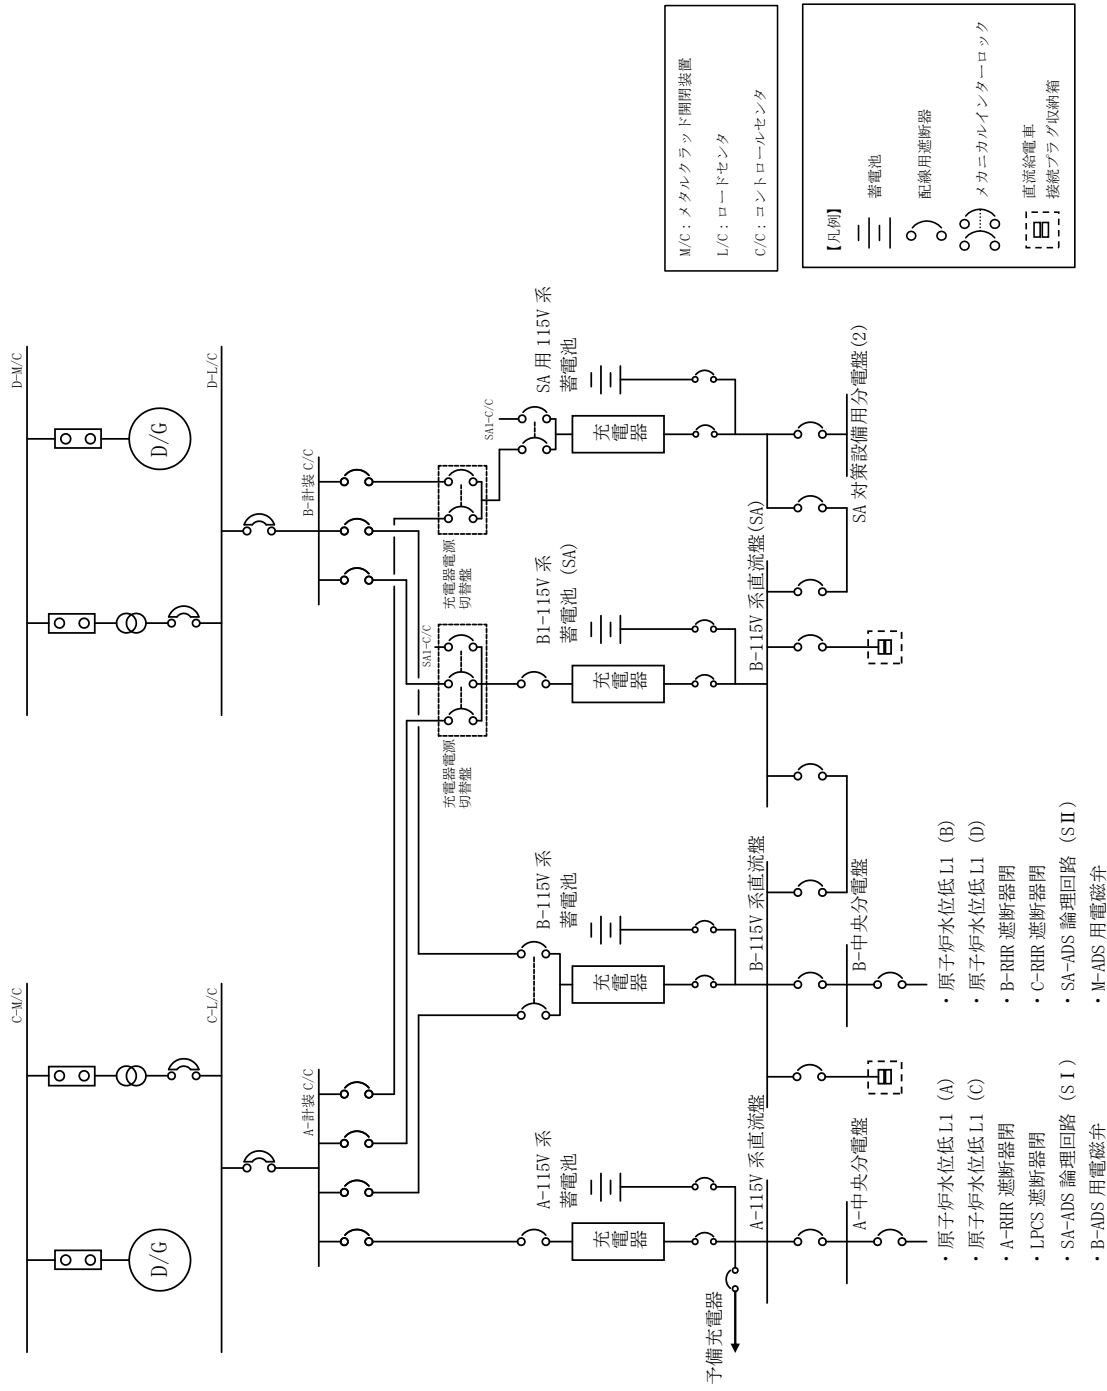 C-M/C
D-M/C
D/G
D/G
C-L/C
D-L/C
A-計装 C/C
B-計装 C/C
充電器電源
切替盤
SA1-C/C
充電器電源
切替盤
SA1-C/C
A-115V 系
蓄電池
充電器
B-115V 系
蓄電池
充電器
B1-115V 系
蓄電池 (SA)
充電器
SA 用 115V 系
蓄電池
充電器
予備充電器
A-115V 系直流盤
B-115V 系直流盤
B-115V 系直流盤(SA)
A-中央分電盤
B-中央分電盤
SA 対策設備用分電盤(2)
・原子炉水位低 L1 (A)
・原子炉水位低 L1 (C)
・A-RHR 遮断器閉
・LPCS 遮断器閉
・SA-ADS 論理回路 (SⅠ)
・B-ADS 用電磁弁
・原子炉水位低 L1 (B)
・原子炉水位低 L1 (D)
・B-RHR 遮断器閉
・C-RHR 遮断器閉
・SA-ADS 論理回路 (SⅡ)
・M-ADS 用電磁弁
M/C: メタルクラッド開閉装置
L/C: ロードセンタ
C/C: コントロールセンタ
【凡例】
蓄電池
配線用遮断器
メカニカルインターロック
直流給電車
接続プラグ収納箱